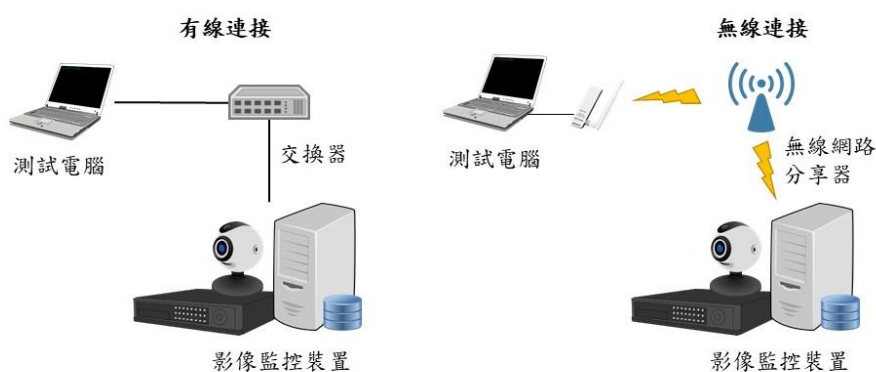 有線連接
測試電腦
交換器
影像監控裝置
無線連接
測試電腦
無線網路
分享器
影像監控裝置